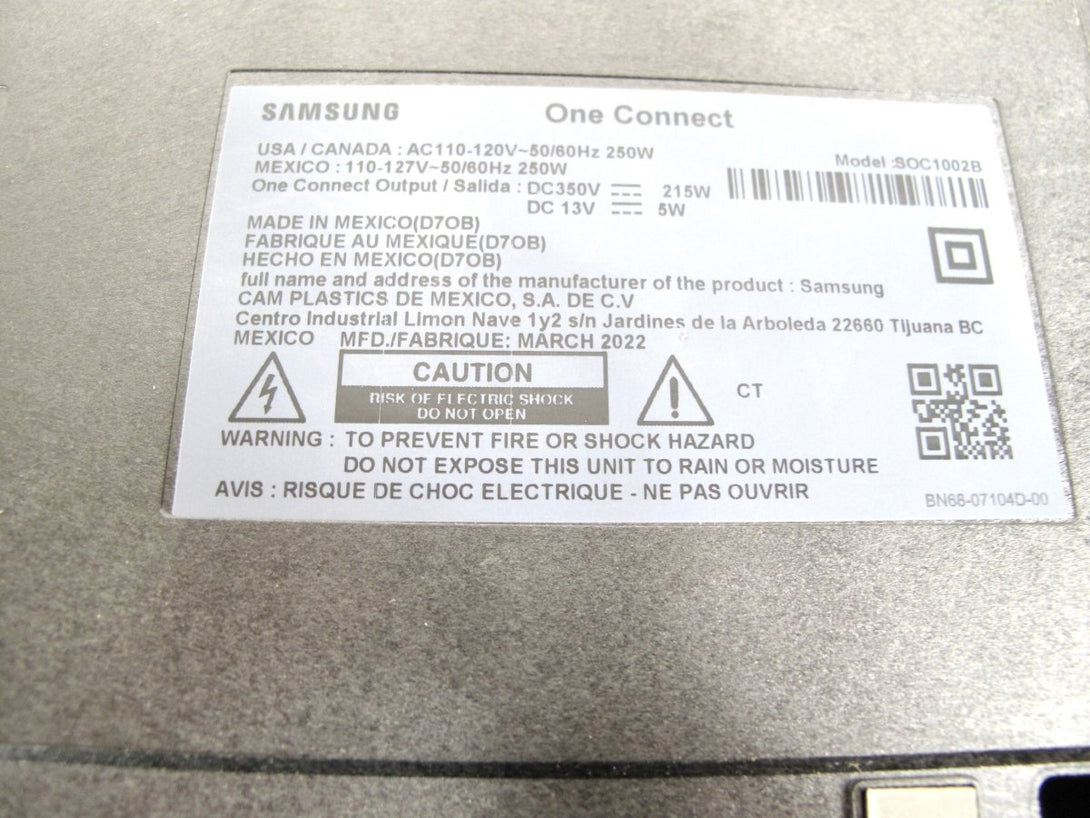 SAMSUNG One Connect
USA / CANADA : AC110-120V~50/60Hz 250W
MEXICO : 110-127V~50/60Hz 250W
Model :SOC1002B
One Connect Output / Salida : DC350V 215W
DC 13V 5W
MADE IN MEXICO(D7OB)
FABRIQUE AU MEXIQUE(D7OB)
HECHO EN MEXICO(D7OB)
full name and address of the manufacturer of the product : Samsung
CAM PLASTICS DE MEXICO, S.A. DE C.V
Centro Industrial Limon Nave 1y2 s/n Jardines de la Arboleda 22660 Tijuana BC
MEXICO MFD./FABRIQUE: MARCH 2022
CAUTION
RISK OF ELECTRIC SHOCK
DO NOT OPEN
CT
WARNING : TO PREVENT FIRE OR SHOCK HAZARD
DO NOT EXPOSE THIS UNIT TO RAIN OR MOISTURE
AVIS : RISQUE DE CHOC ELECTRIQUE - NE PAS OUVRIR
BN68-07104D-00